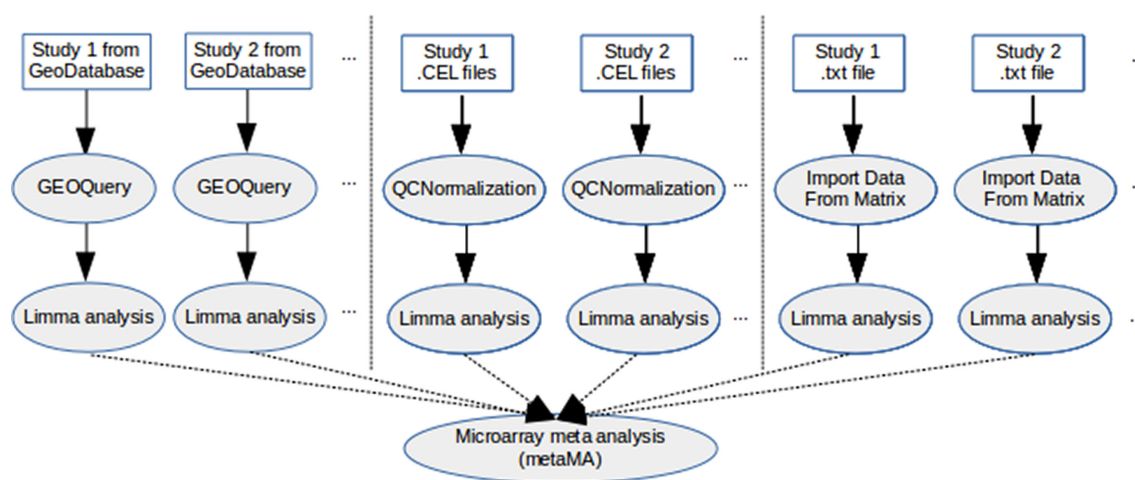 Study 1 from
GeoDatabase
Study 2 from
GeoDatabase
...
Study 1
.CEL files
Study 2
.CEL files
...
Study 1
.txt file
Study 2
.txt file
.
GEOQuery
GEOQuery
...
QCNormalization
QCNormalization
...
Import Data
From Matrix
Import Data
From Matrix
.
Limma analysis
Limma analysis
...
Limma analysis
Limma analysis
...
Limma analysis
Limma analysis
.
Microarray meta analysis
(metaMA)